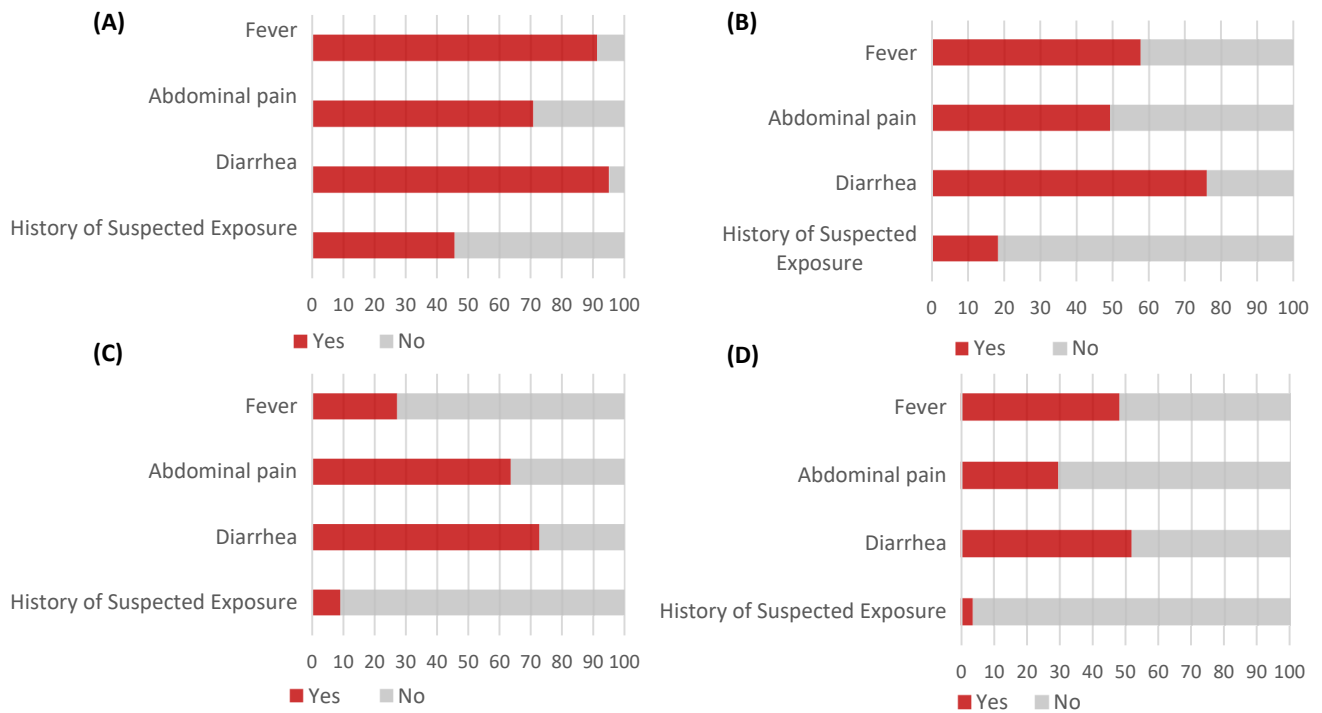 (A)
Fever
Abdominal pain
Diarrhea
History of Suspected Exposure
0 10 20 30 40 50 60 70 80 90 100
Yes No
(B)
Fever
Abdominal pain
Diarrhea
History of Suspected
Exposure
0 10 20 30 40 50 60 70 80 90 100
Yes No
(C)
Fever
Abdominal pain
Diarrhea
History of Suspected Exposure
0 10 20 30 40 50 60 70 80 90 100
Yes No
(D)
Fever
Abdominal pain
Diarrhea
History of Suspected Exposure
0 10 20 30 40 50 60 70 80 90 100
Yes No